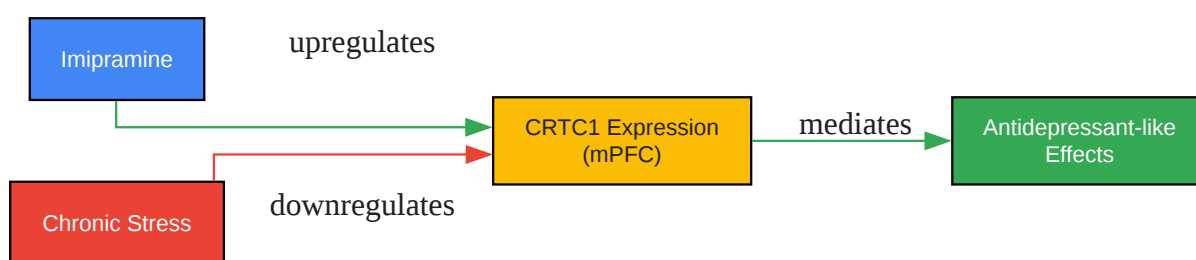 Imipramine
upregulates
CRTC1 Expression
(mPFC)
mediates
Antidepressant-like
Effects
Chronic Stress
downregulates